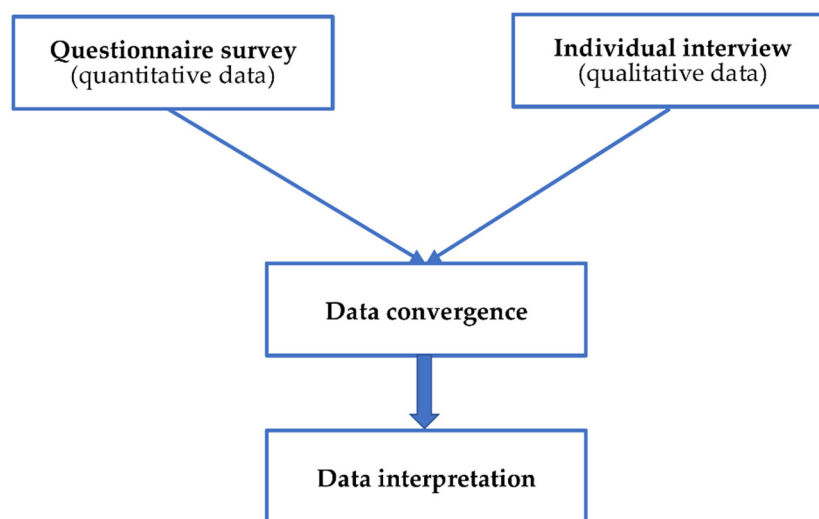 Questionnaire survey
(quantitative data)
Individual interview
(qualitative data)
Data convergence
Data interpretation